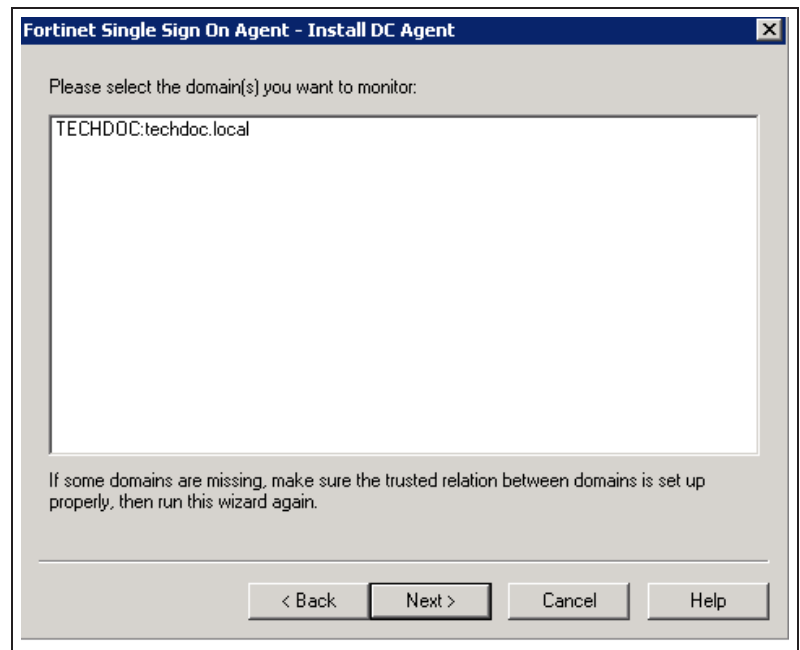 Fortinet Single Sign On Agent - Install DC Agent
Please select the domain(s) you want to monitor:
TECHDOC:techdoc.local
If some domains are missing, make sure the trusted relation between domains is set up
properly, then run this wizard again.
< Back Next > Cancel Help